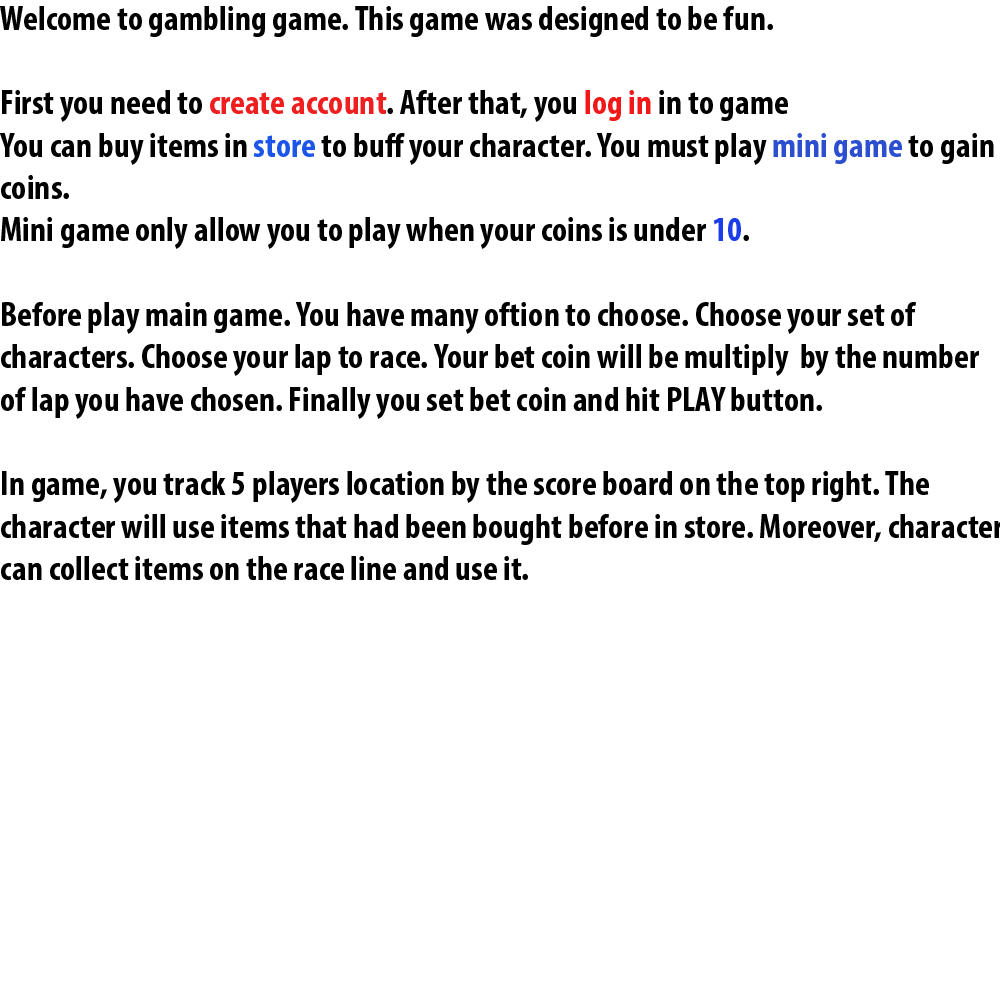 Welcome to gambling game. This game was designed to be fun.
First you need to create account. After that, you log in in to game
You can buy items in store to buff your character. You must play mini game to gain
coins.
Mini game only allow you to play when your coins is under 10.
Before play main game. You have many oftion to choose. Choose your set of
characters. Choose your lap to race. Your bet coin will be multiply  by the number
of lap you have chosen. Finally you set bet coin and hit PLAY button.
In game, you track 5 players location by the score board on the top right. The
character will use items that had been bought before in store. Moreover, character
can collect items on the race line and use it.